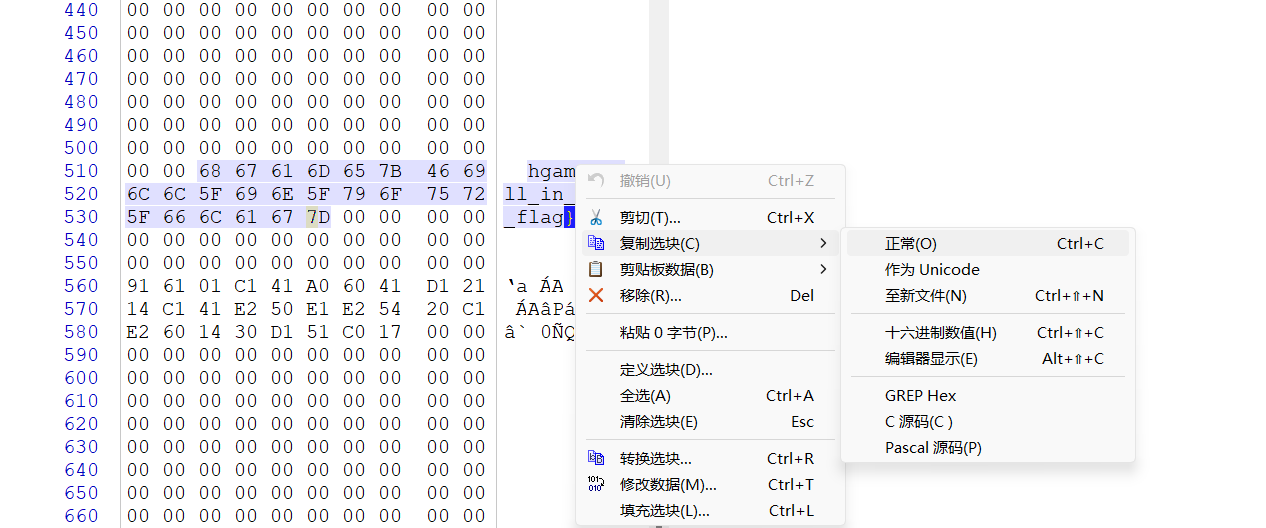 440 00 00 00 00 00 00 00 00 00 00
450 00 00 00 00 00 00 00 00 00 00
460 00 00 00 00 00 00 00 00 00 00
470 00 00 00 00 00 00 00 00 00 00
480 00 00 00 00 00 00 00 00 00 00
490 00 00 00 00 00 00 00 00 00 00
500 00 00 00 00 00 00 00 00 00 00
510 00 00 68 67 61 6D 65 7B 46 69 hgam
520 6C 6C 5F 69 6E 5F 79 6F 75 72 ll_in_
530 5F 66 6C 61 67 7D 00 00 00 00 _flag}
540 00 00 00 00 00 00 00 00 00 00
550 00 00 00 00 00 00 00 00 00 00
560 91 61 01 C1 41 A0 60 41 D1 21 ‘a ÁA
570 14 C1 41 E2 50 E1 E2 54 20 C1 ÁAâPá
580 E2 60 14 30 D1 51 C0 17 00 00 â` 0ÑQ
590 00 00 00 00 00 00 00 00 00 00
600 00 00 00 00 00 00 00 00 00 00
610 00 00 00 00 00 00 00 00 00 00
620 00 00 00 00 00 00 00 00 00 00
630 00 00 00 00 00 00 00 00 00 00
640 00 00 00 00 00 00 00 00 00 00
650 00 00 00 00 00 00 00 00 00 00
660 00 00 00 00 00 00 00 00 00 00
撤销(U) Ctrl+Z
剪切(T)... Ctrl+X
复制选块(C)
剪贴板数据(B)
移除(R)... Del
粘贴 0 字节(P)...
定义选块(D)...
全选(A) Ctrl+A
清除选块(E) Esc
转换选块... Ctrl+R
修改数据(M)... Ctrl+T
填充选块(L)... Ctrl+L
正常(O) Ctrl+C
作为 Unicode
至新文件(N) Ctrl+⇑+N
十六进制数值(H) Ctrl+⇑+C
编辑器显示(E) Alt+⇑+C
GREP Hex
C 源码(C )
Pascal 源码(P)